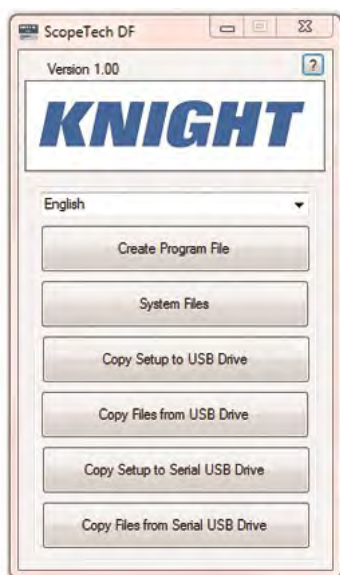 ScopeTech DF
Version 1.00
?
KNIGHT
English
Create Program File
System Files
Copy Setup to USB Drive
Copy Files from USB Drive
Copy Setup to Serial USB Drive
Copy Files from Serial USB Drive